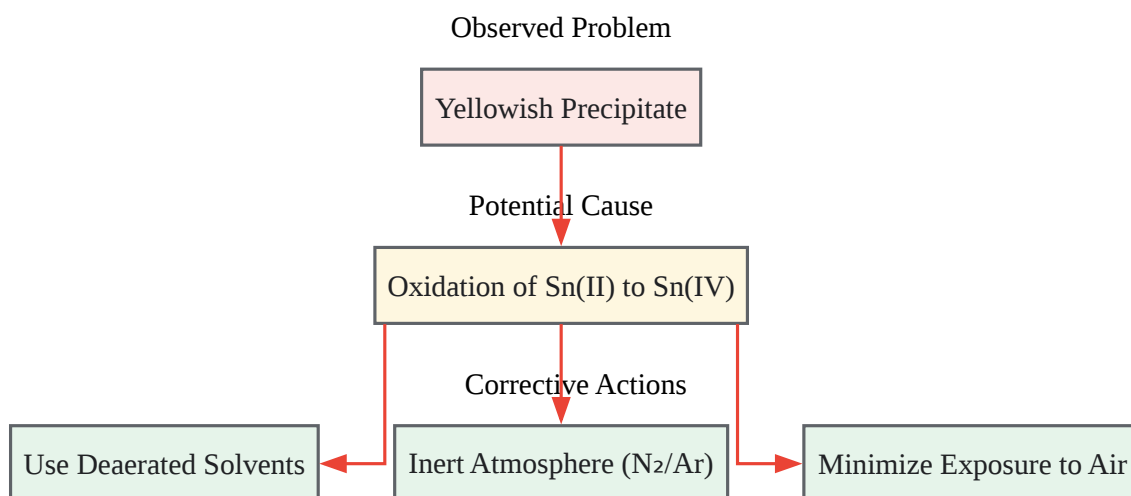 Observed Problem
Yellowish Precipitate
Potential Cause
Oxidation of Sn(II) to Sn(IV)
Corrective Actions
Use Deaerated Solvents
Inert Atmosphere (N₂/Ar)
Minimize Exposure to Air